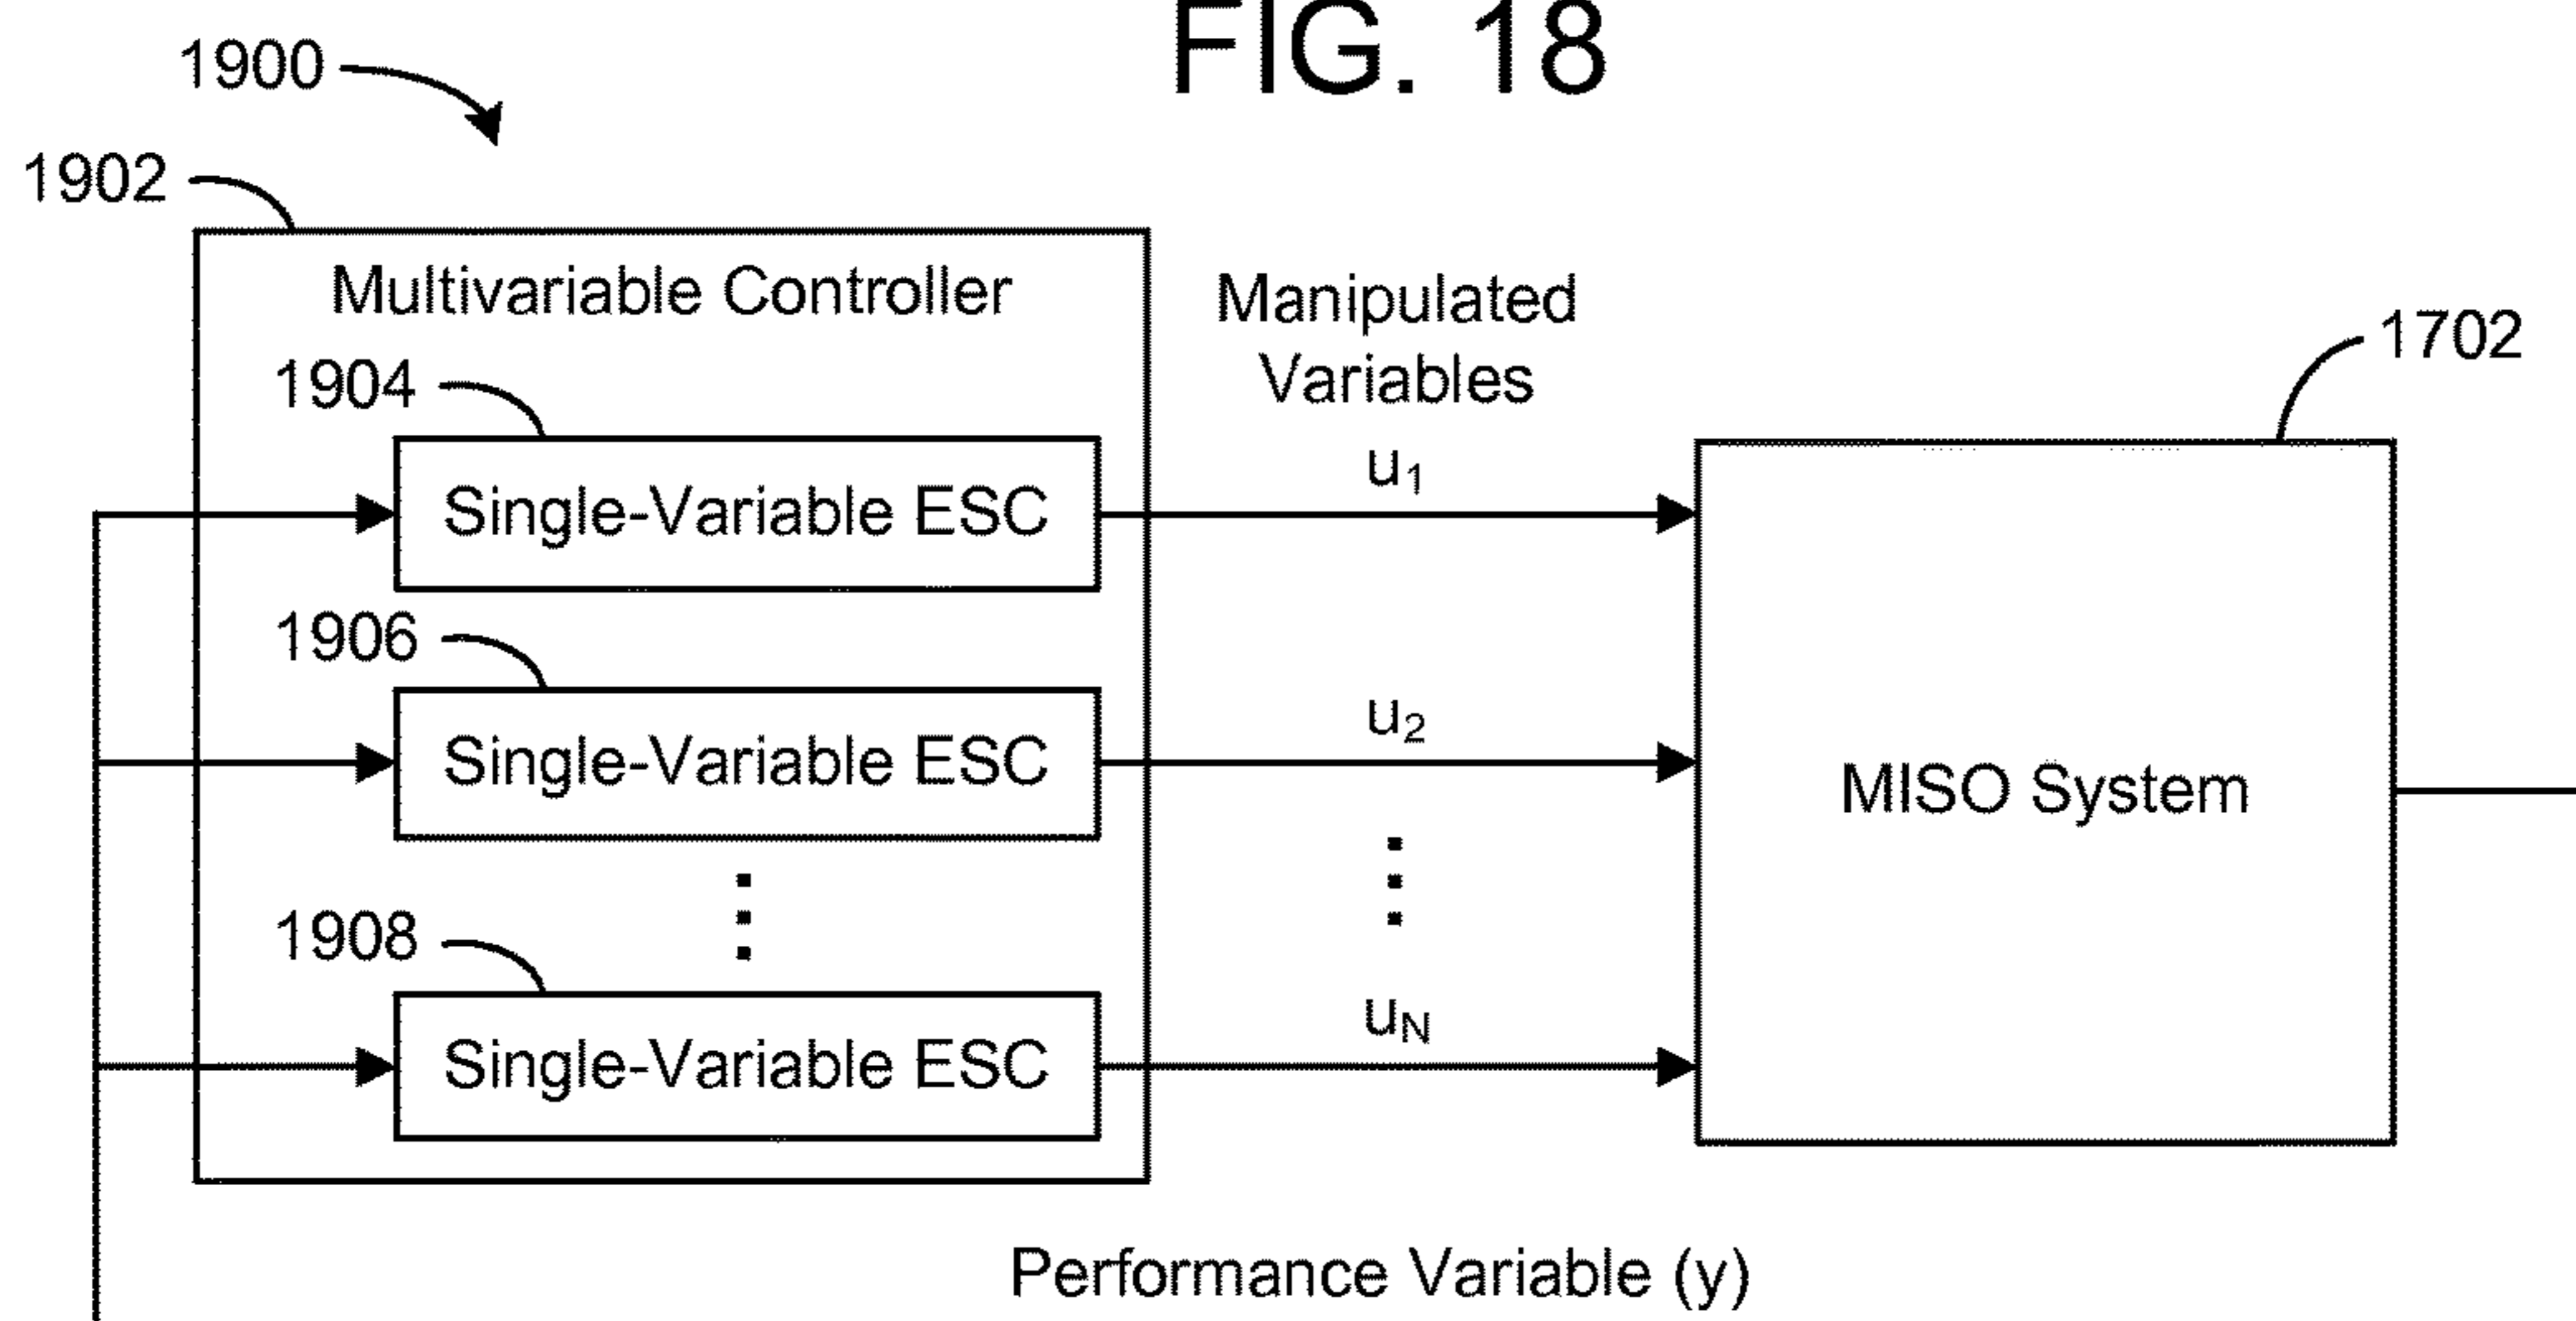 FIG. 18
1900
1902
Multivariable Controller
Manipulated
Variables
1702
1904
Single-Variable ESC
u₁
1906
Single-Variable ESC
u₂
MISO System
1908
Single-Variable ESC
u_N
Performance Variable (y)